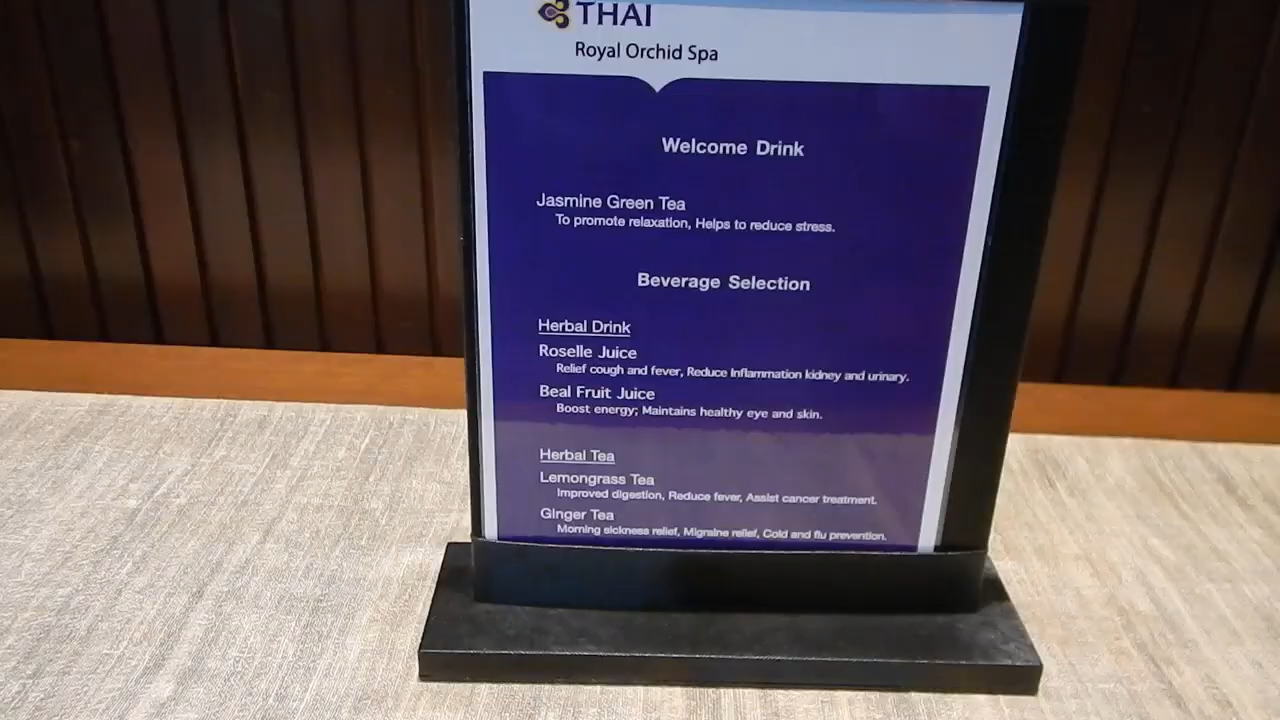 THAI
Royal Orchid Spa
Welcome Drink
Jasmine Green Tea
To promote relaxation, Helps to reduce stress.
Beverage Selection
Herbal Drink
Roselle Juice
Relief cough and fever, Reduce Inflammation kidney and urinary.
Beal Fruit Juice
Boost energy; Maintains healthy eye and skin.
Herbal Tea
Lemongrass Tea
Improved digestion, Reduce fever, Assist cancer treatment.
Ginger Tea
Morning sickness relief, Migraine relief, Cold and flu prevention.